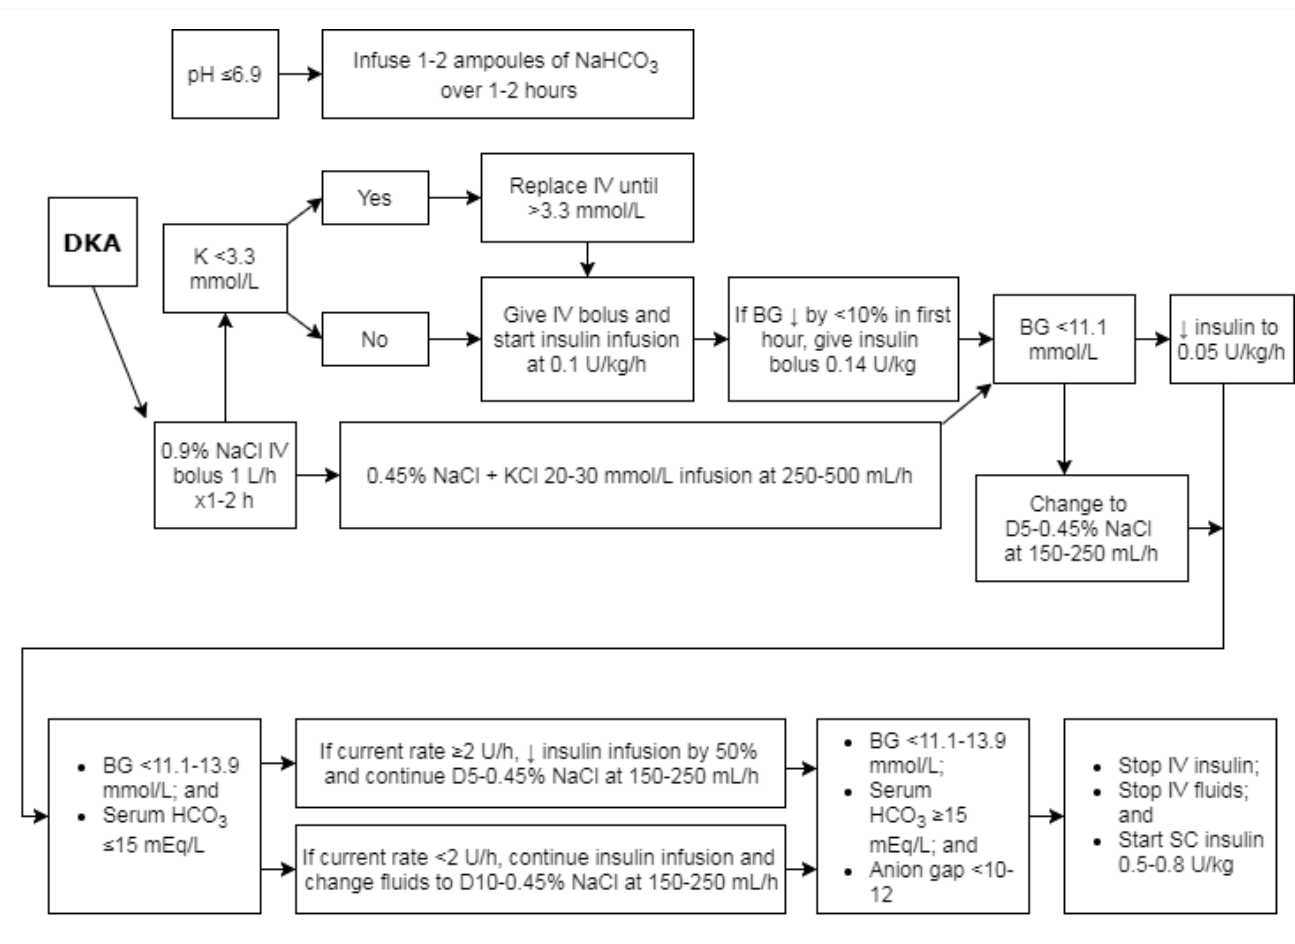 pH ≤6.9
Infuse 1-2 ampoules of NaHCO₃
over 1-2 hours
DKA
K <3.3
mmol/L
Yes
Replace IV until
>3.3 mmol/L
No
Give IV bolus and
start insulin infusion
at 0.1 U/kg/h
If BG ↓ by <10% in first
hour, give insulin
bolus 0.14 U/kg
BG <11.1
mmol/L
↓ insulin to
0.05 U/kg/h
0.9% NaCl IV
bolus 1 L/h
x1-2 h
0.45% NaCl + KCl 20-30 mmol/L infusion at 250-500 mL/h
Change to
D5-0.45% NaCl
at 150-250 mL/h
• BG <11.1-13.9
mmol/L; and
• Serum HCO₃
≤15 mEq/L
If current rate ≥2 U/h, ↓ insulin infusion by 50%
and continue D5-0.45% NaCl at 150-250 mL/h
If current rate <2 U/h, continue insulin infusion and
change fluids to D10-0.45% NaCl at 150-250 mL/h
• BG <11.1-13.9
mmol/L;
• Serum
HCO₃ ≥15
mEq/L; and
• Anion gap <10-
12
• Stop IV insulin;
• Stop IV fluids;
and
• Start SC insulin
0.5-0.8 U/kg